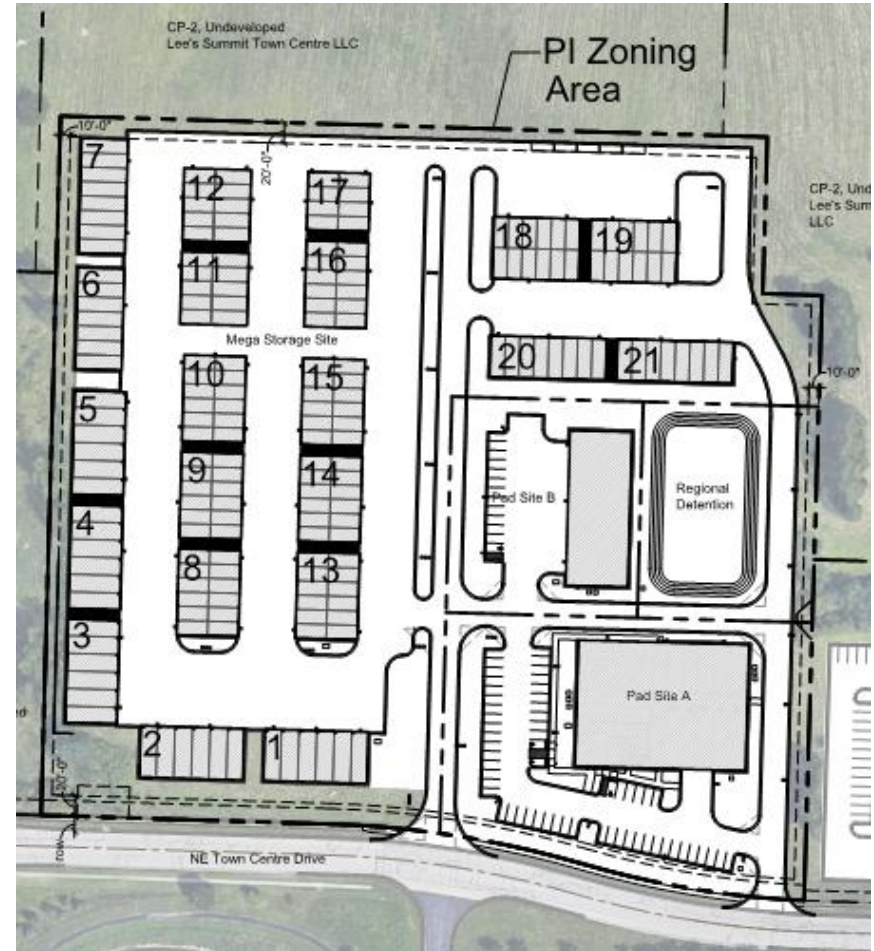 CP-2, Undeveloped
Lee's Summit Town Centre LLC
PI Zoning
Area
10'-0"
20'-0"
7
12
17
CP-2, Und
Lee's Sum
LLC
18
19
6
11
16
Mega Storage Site
20
21
10'-0"
5
10
15
9
14
Pad Site B
Regional
Detention
4
8
13
3
Pad Site A
2
1
20'-0"
row
NE Town Centre Drive